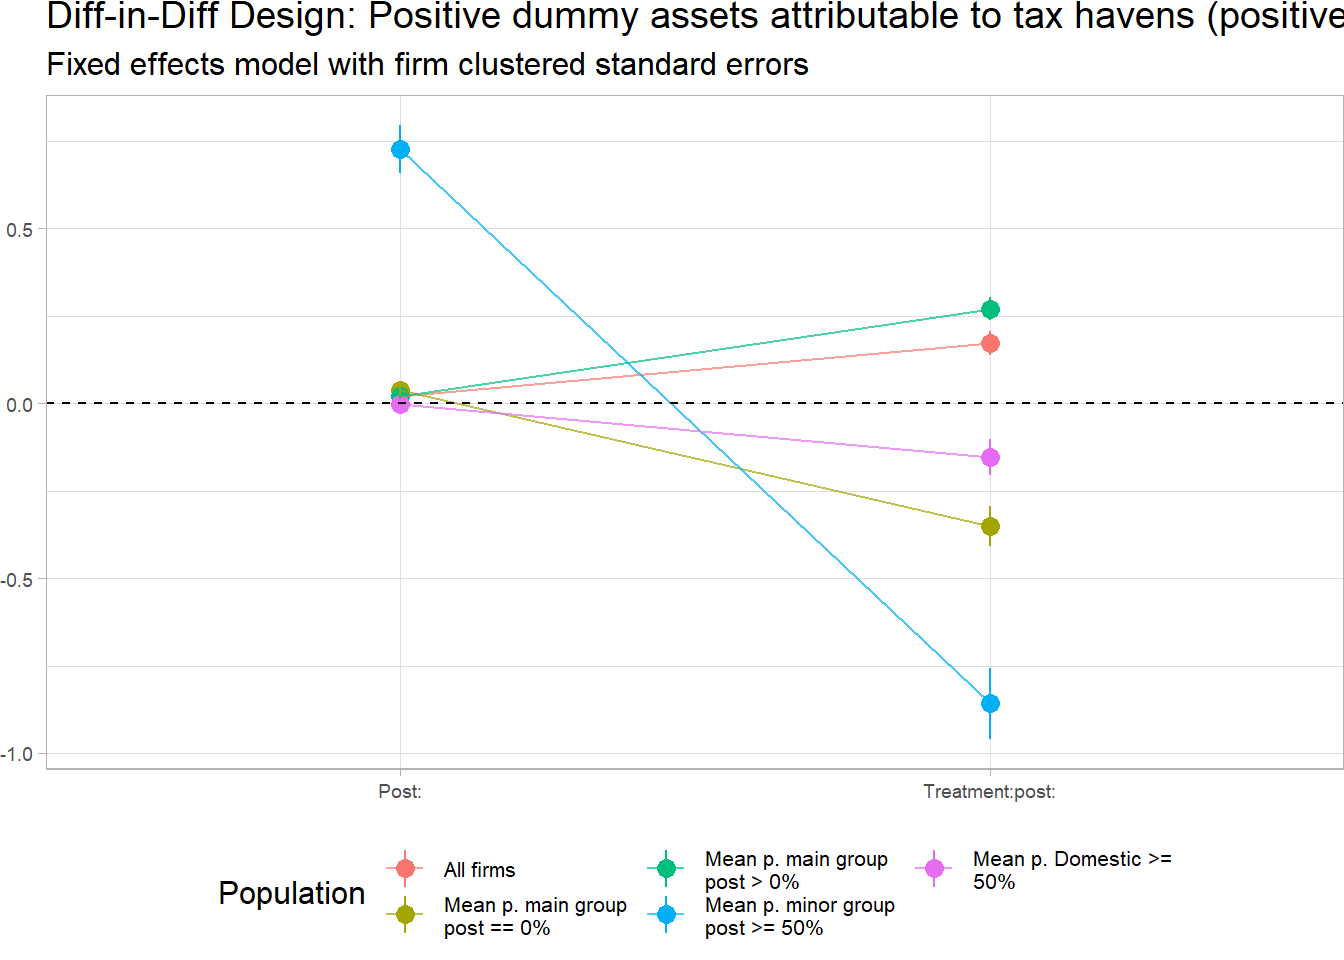 Diff-in-Diff Design: Positive dummy assets attributable to tax havens (positive
Fixed effects model with firm clustered standard errors
0.5
0.0
-0.5
-1.0
Post:
Treatment:post:
Population
All firms
Mean p. main group
post == 0%
Mean p. main group
post > 0%
Mean p. minor group
post >= 50%
Mean p. Domestic >=
50%